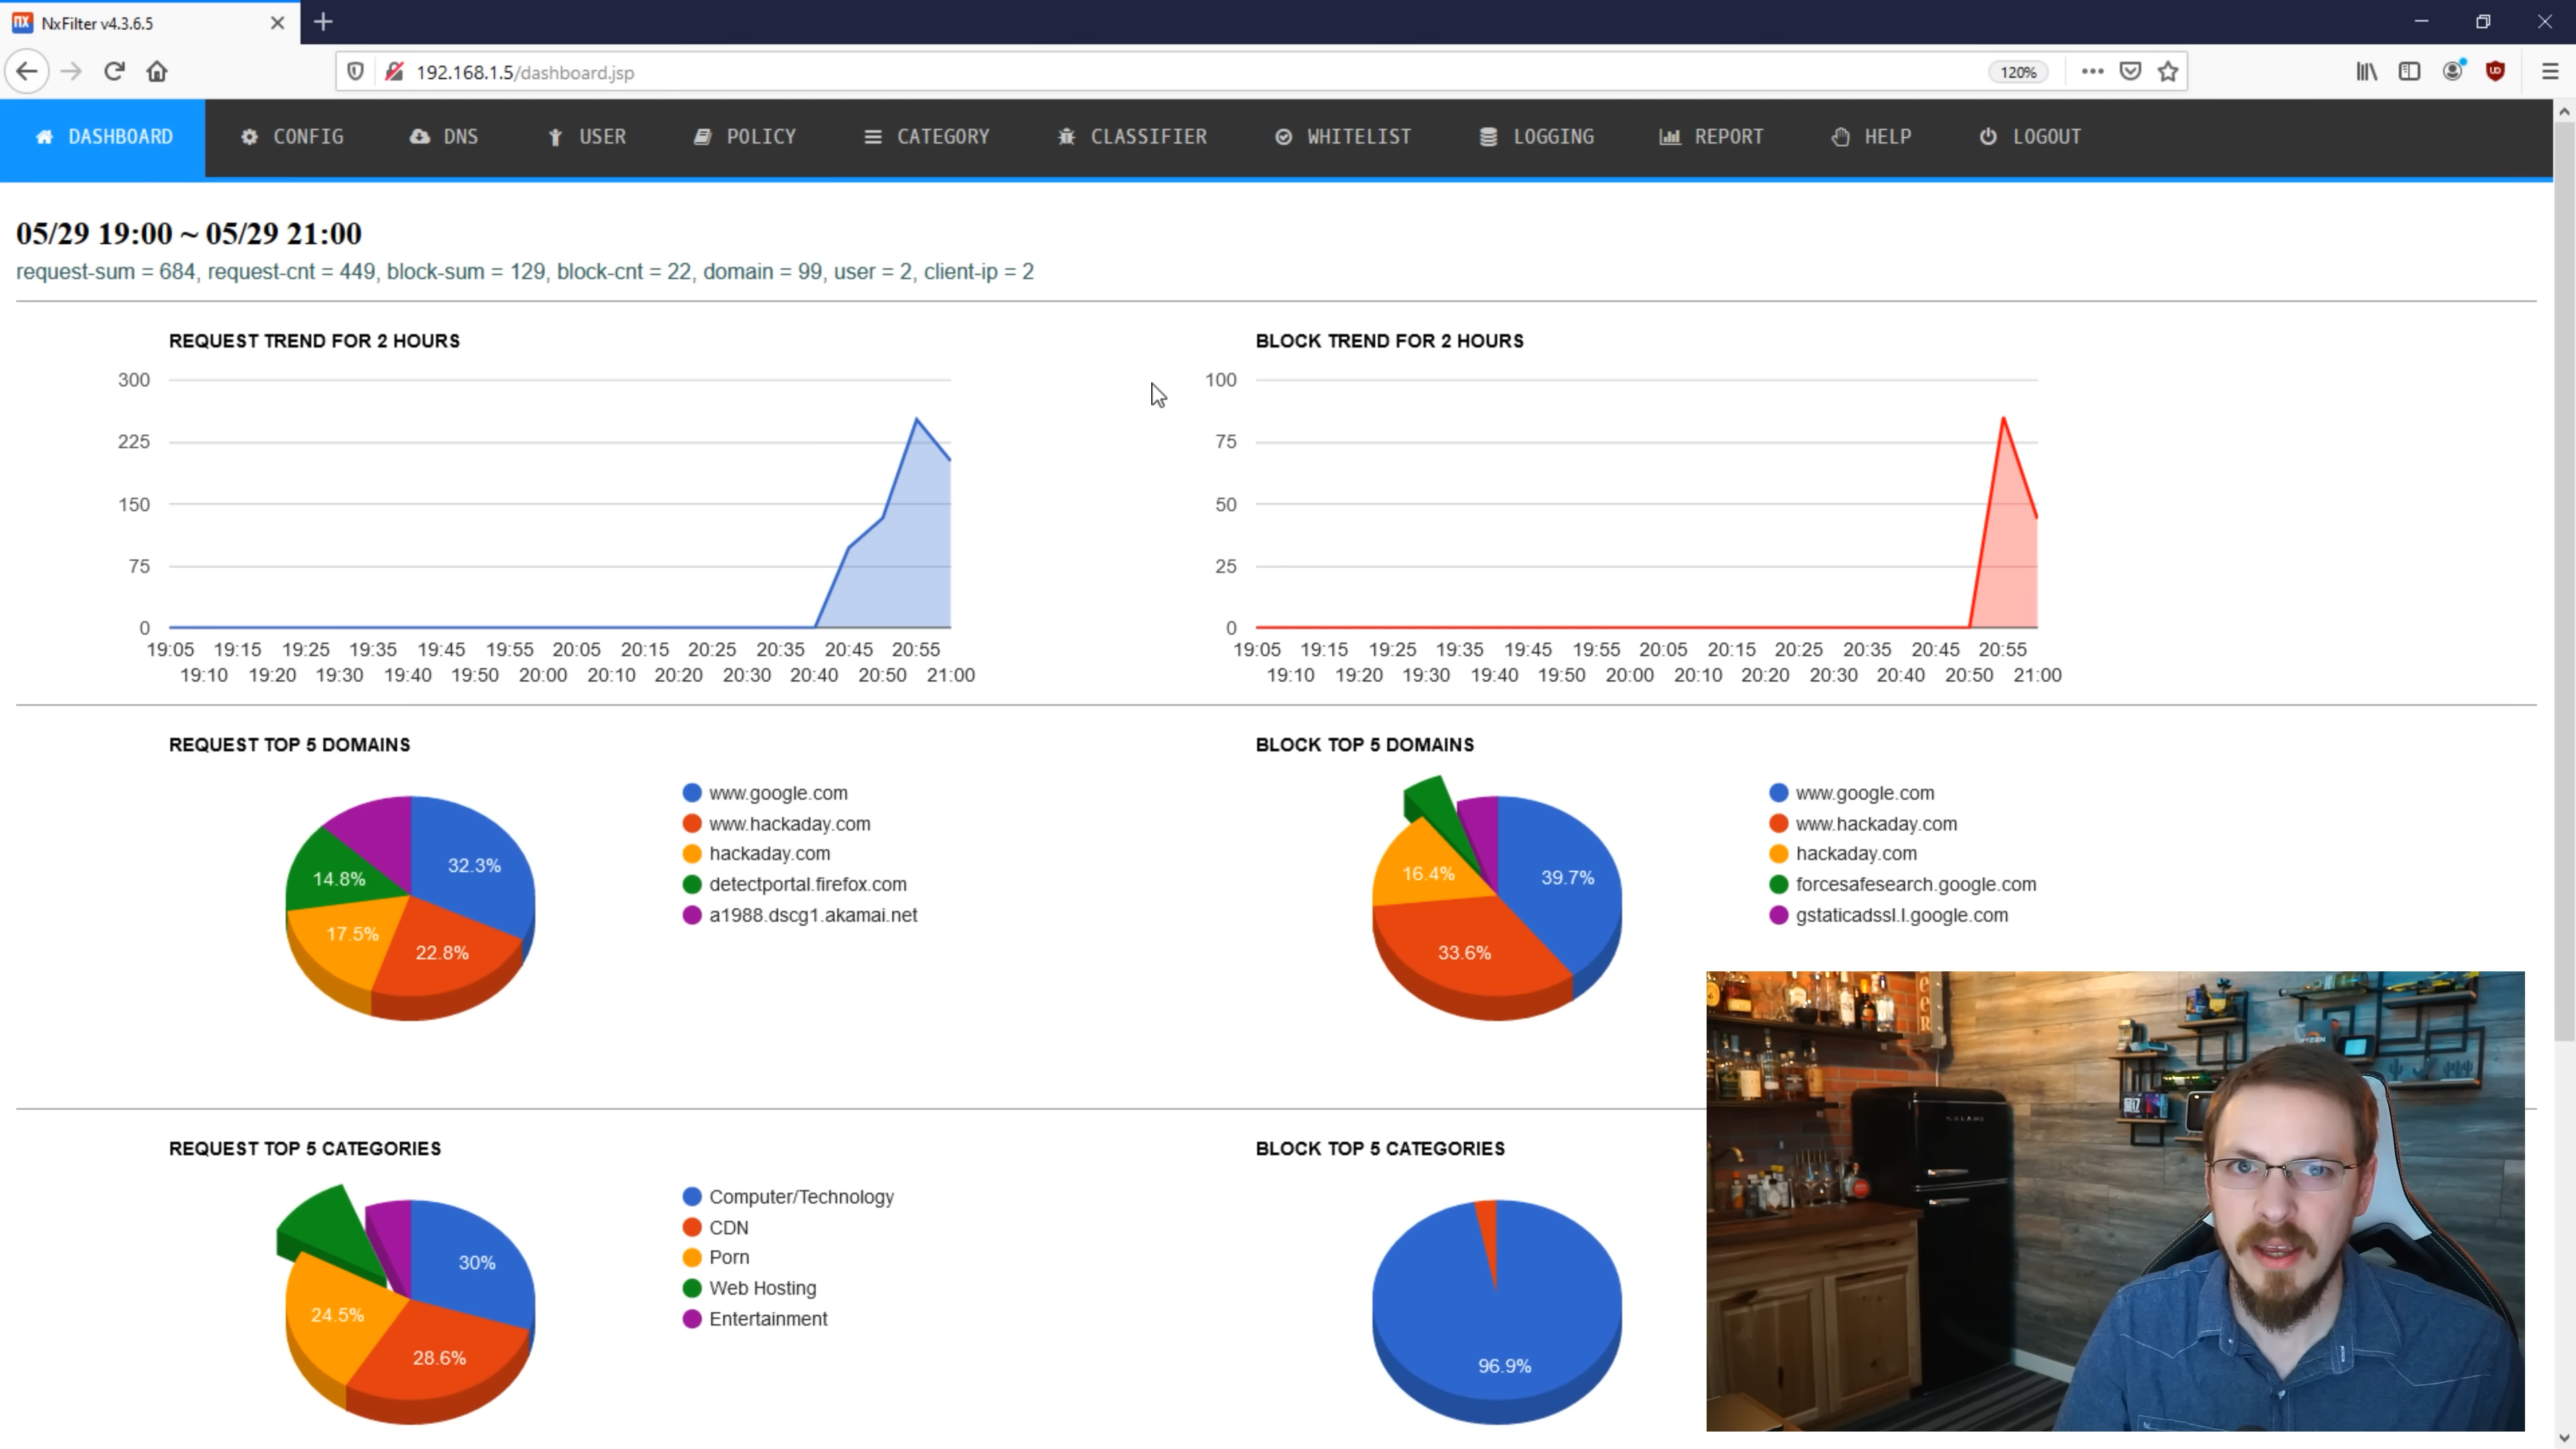 NxFilter v4.3.6.5
192.168.1.5/dashboard.jsp
120%
DASHBOARD CONFIG DNS USER POLICY CATEGORY CLASSIFIER WHITELIST LOGGING REPORT HELP LOGOUT
05/29 19:00 ~ 05/29 21:00
request-sum = 684, request-cnt = 449, block-sum = 129, block-cnt = 22, domain = 99, user = 2, client-ip = 2
REQUEST TREND FOR 2 HOURS
300
225
150
75
0
19:05 19:15 19:25 19:35 19:45 19:55 20:05 20:15 20:25 20:35 20:45 20:55
19:10 19:20 19:30 19:40 19:50 20:00 20:10 20:20 20:30 20:40 20:50 21:00
BLOCK TREND FOR 2 HOURS
100
75
50
25
0
19:05 19:15 19:25 19:35 19:45 19:55 20:05 20:15 20:25 20:35 20:45 20:55
19:10 19:20 19:30 19:40 19:50 20:00 20:10 20:20 20:30 20:40 20:50 21:00
REQUEST TOP 5 DOMAINS
32.3%
14.8%
17.5%
22.8%
www.google.com
www.hackaday.com
hackaday.com
detectportal.firefox.com
a1988.dscg1.akamai.net
BLOCK TOP 5 DOMAINS
16.4%
39.7%
33.6%
www.google.com
www.hackaday.com
hackaday.com
forcesafesearch.google.com
gstaticadssl.l.google.com
REQUEST TOP 5 CATEGORIES
30%
24.5%
28.6%
Computer/Technology
CDN
Porn
Web Hosting
Entertainment
BLOCK TOP 5 CATEGORIES
96.9%
GALANZ
RYZEN